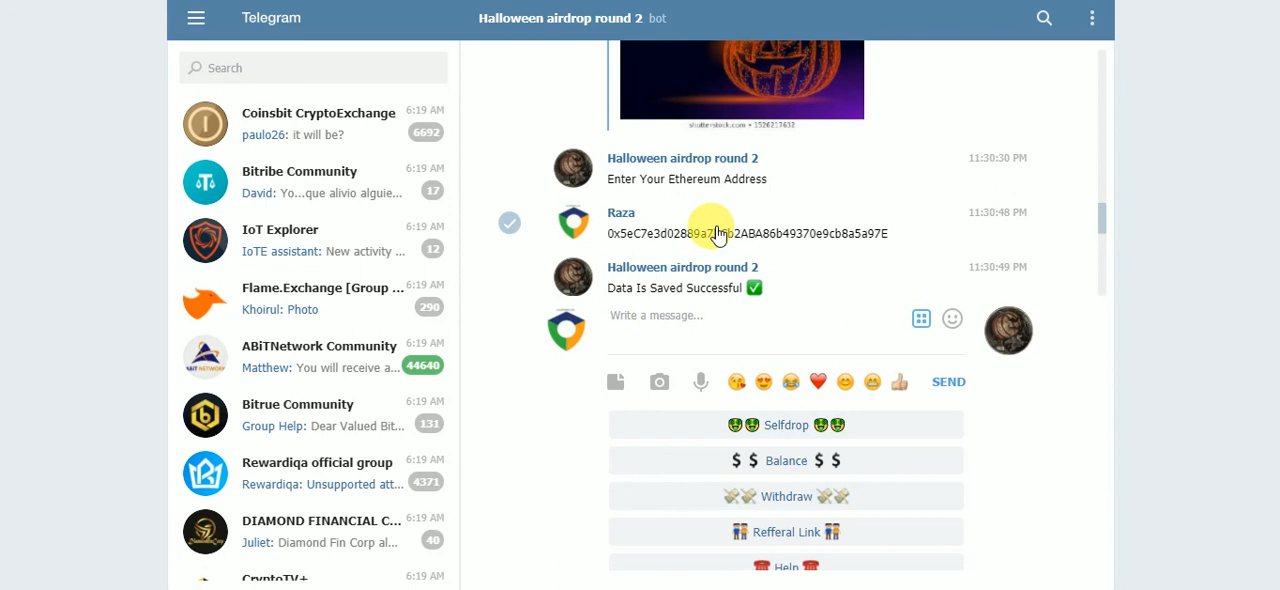 Telegram
Halloween airdrop round 2 bot
Search
Coinsbit CryptoExchange 6:19 AM
paulo26: it will be? 6692
Bitribe Community 6:19 AM
David: Yo...que alivio alguie... 17
IoT Explorer 6:19 AM
IoTE assistant: New activity ... 12
Flame.Exchange [Group ... 6:19 AM
Khoirul: Photo 290
ABiTNetwork Community 6:19 AM
Matthew: You will receive a... 44640
Bitrue Community 6:19 AM
Group Help: Dear Valued Bit... 131
Rewardiqa official group 6:19 AM
Rewardiqa: Unsupported att... 4371
DIAMOND FINANCIAL C... 6:19 AM
Juliet: Diamond Fin Corp al... 40
CryptoTV+ 6:19 AM
shutterstock.com • 1526217632
Halloween airdrop round 2 11:30:30 PM
Enter Your Ethereum Address
Raza 11:30:48 PM
Halloween airdrop round 2 11:30:49 PM
Data Is Saved Successful ✅
Write a message...
SEND
🤑🤑 Selfdrop 🤑🤑
💲💲 Balance 💲💲
💸💸 Withdraw 💸💸
👫 Refferal Link 👫
☎️ Help ☎️